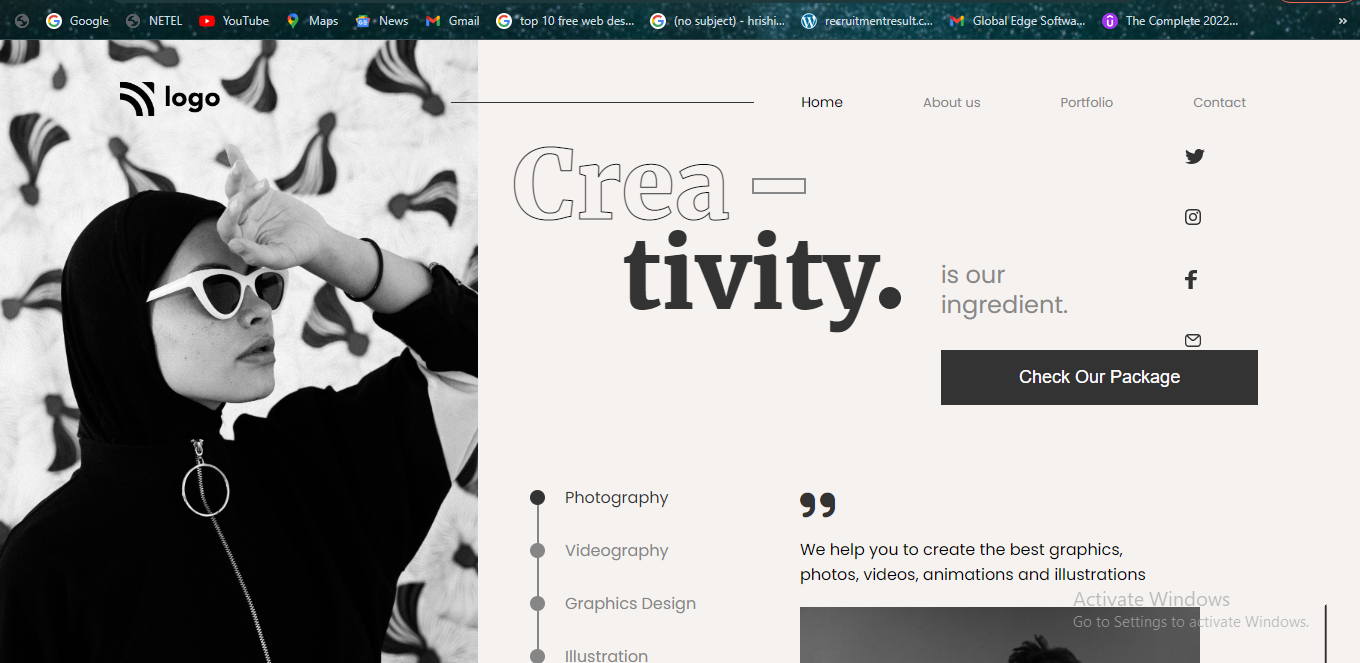 Google
NETEL
YouTube
Maps
News
Gmail
top 10 free web des...
(no subject) - hrishi...
recruitmentresult.c...
Global Edge Softwa...
The Complete 2022...
»
logo
Home
About us
Portfolio
Contact
Crea –
tivity.
is our
ingredient.
Check Our Package
Photography
Videography
Graphics Design
Illustration
We help you to create the best graphics,
photos, videos, animations and illustrations
Activate Windows
Go to Settings to activate Windows.